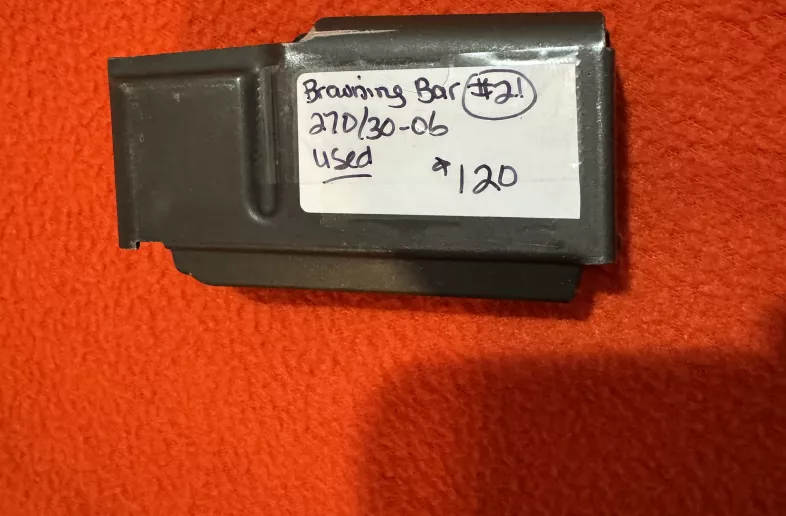 Browning Bar #2!
270/30-06
used
$120